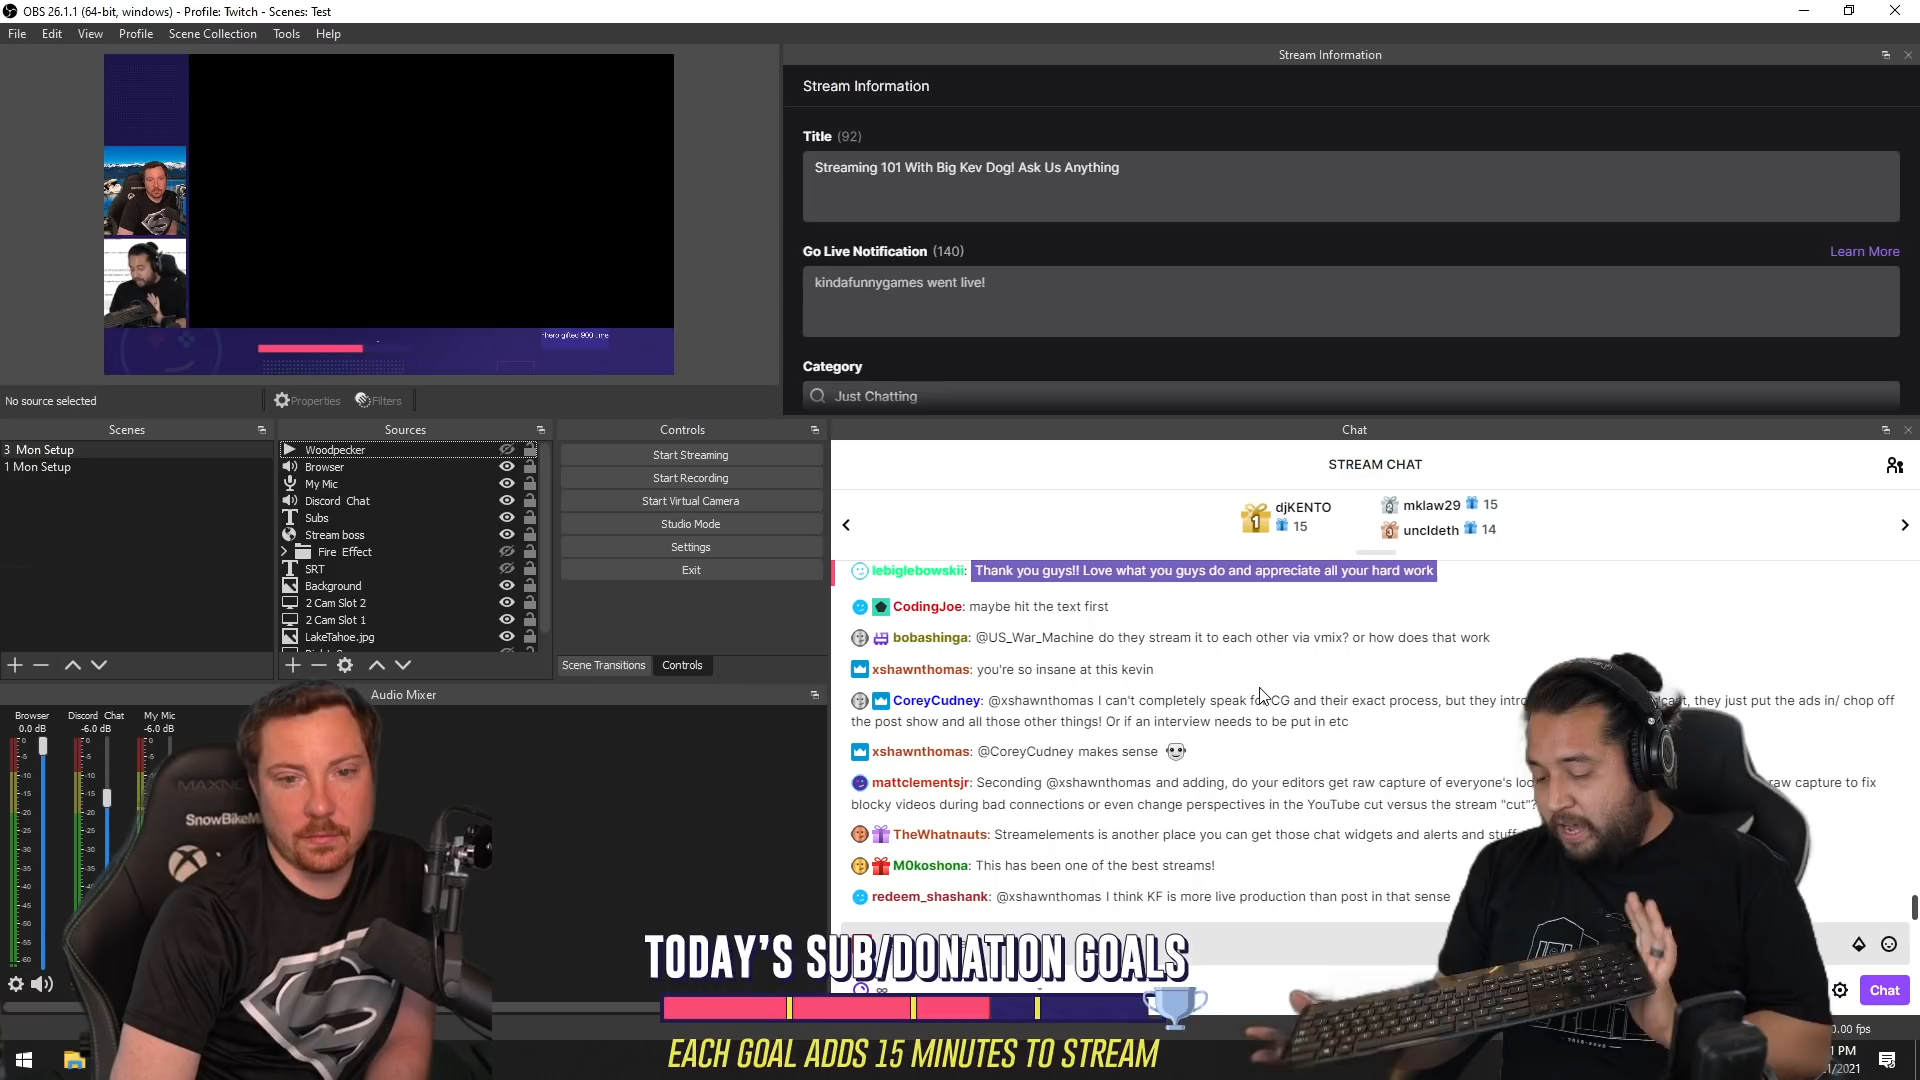 OBS 26.1.1 (64-bit, windows) - Profile: Twitch - Scenes: Test
File Edit View Profile Scene Collection Tools Help
Stream Information
Stream Information
Title (92)
Streaming 101 With Big Kev Dog! Ask Us Anything
Go Live Notification (140)
Learn More
kindafunnygames went live!
Category
Just Chatting
No source selected
Properties
Filters
Scenes
3 Mon Setup
1 Mon Setup
Sources
Woodpecker
Browser
My Mic
Discord Chat
Subs
Stream boss
Fire Effect
SRT
Background
2 Cam Slot 2
2 Cam Slot 1
LakeTahoe.jpg
Controls
Start Streaming
Start Recording
Start Virtual Camera
Studio Mode
Settings
Exit
Scene Transitions
Controls
Chat
STREAM CHAT
1
djKENTO
15
mklaw29 15
uncldeth 14
lebiglebowskii: Thank you guys!! Love what you guys do and appreciate all your hard work
CodingJoe: maybe hit the text first
bobashinga: @US_War_Machine do they stream it to each other via vmix? or how does that work
xshawnthomas: you're so insane at this kevin
CoreyCudney: @xshawnthomas I can't completely speak for CG and their exact process, but they they just put the ads in/ chop off
the post show and all those other things! Or if an interview needs to be put in etc
xshawnthomas: @CoreyCudney makes sense
mattclementsjr: Seconding @xshawnthomas and adding, do your editors get raw capture of everyone's raw capture to fix
blocky videos during bad connections or even change perspectives in the YouTube cut versus the stream "cut"?
TheWhatnauts: Streamelements is another place you can get those chat widgets and alerts and stuff
M0koshona: This has been one of the best streams!
redeem_shashank: @xshawnthomas I think KF is more live production than post in that sense
Chat
Audio Mixer
Browser
0.0 dB
Discord Chat
-6.0 dB
My Mic
-6.0 dB
TODAY'S SUB/DONATION GOALS
EACH GOAL ADDS 15 MINUTES TO STREAM
fps
PM
/2021